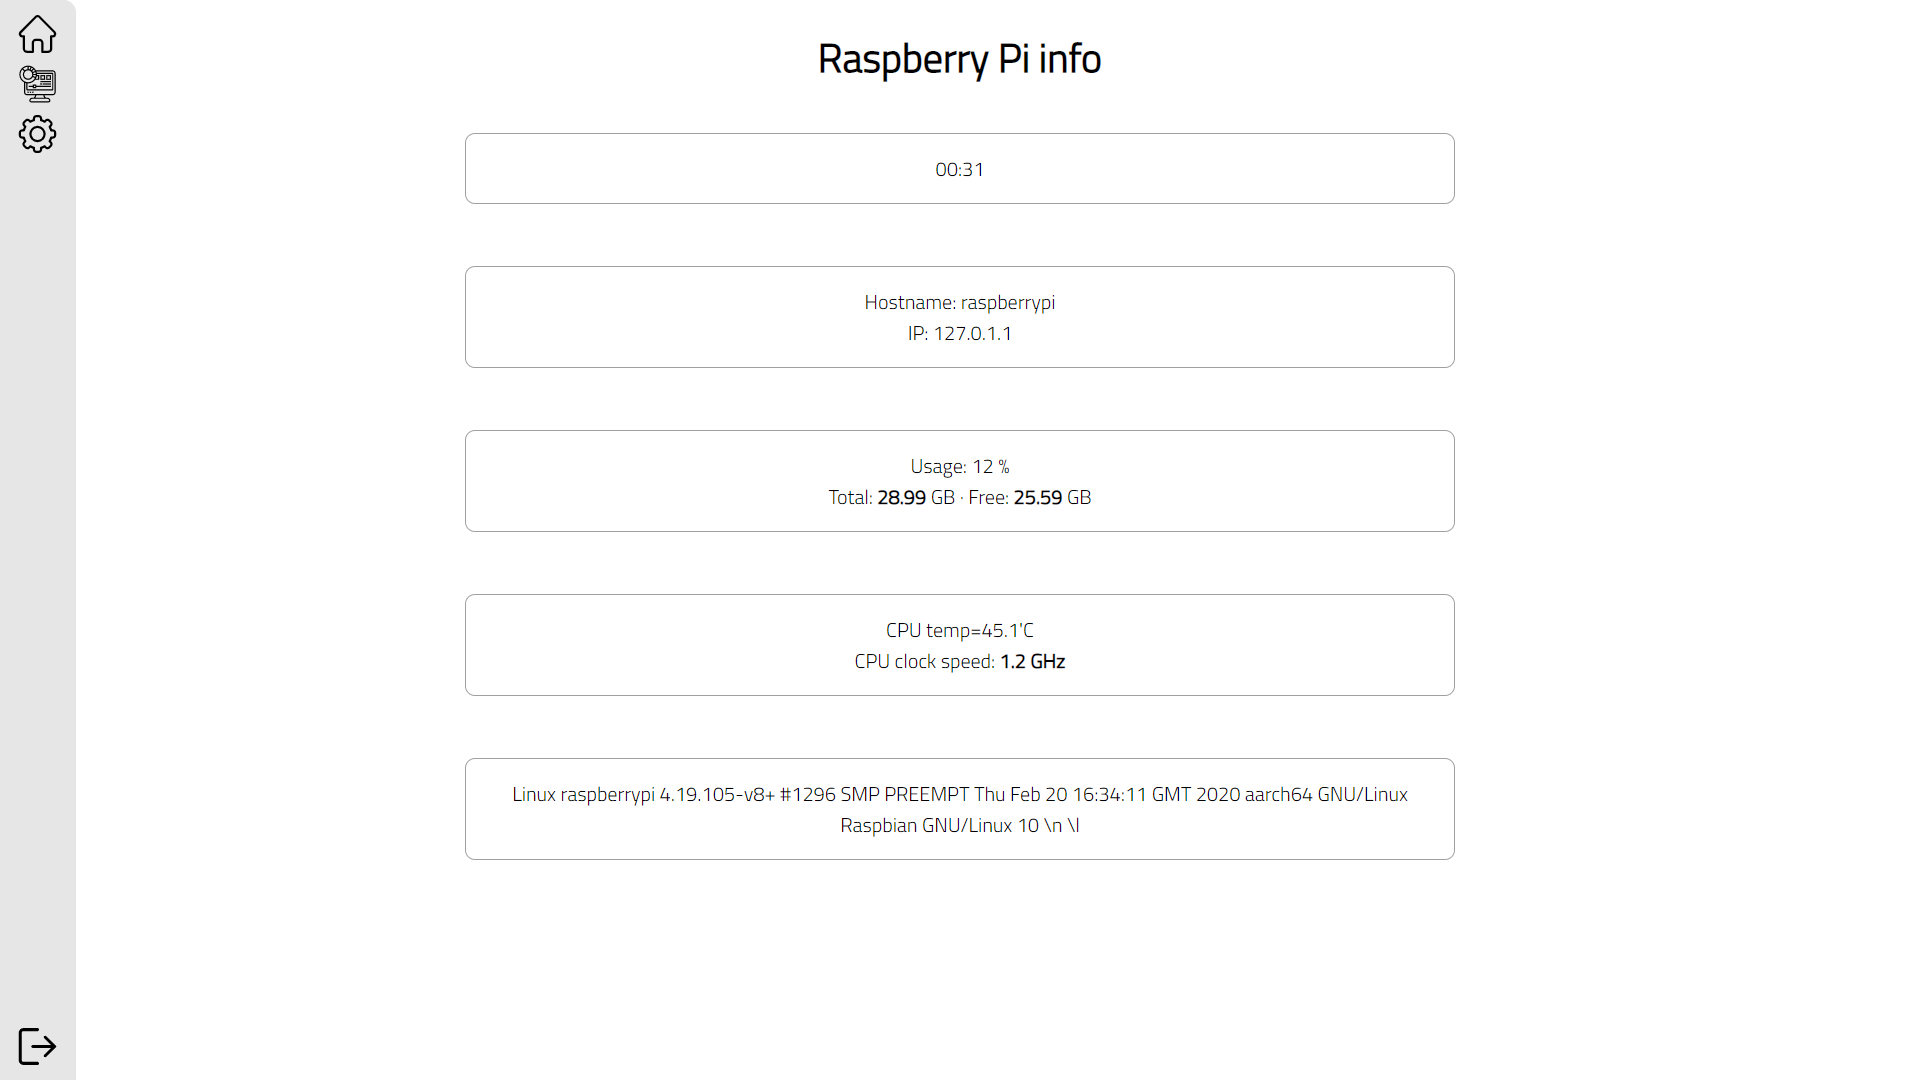 Raspberry Pi info
00:31
Hostname: raspberrypi
IP: 127.0.1.1
Usage: 12 %
Total: 28.99 GB · Free: 25.59 GB
CPU temp=45.1'C
CPU clock speed: 1.2 GHz
Linux raspberrypi 4.19.105-v8+ #1296 SMP PREEMPT Thu Feb 20 16:34:11 GMT 2020 aarch64 GNU/Linux
Raspbian GNU/Linux 10 \n \l